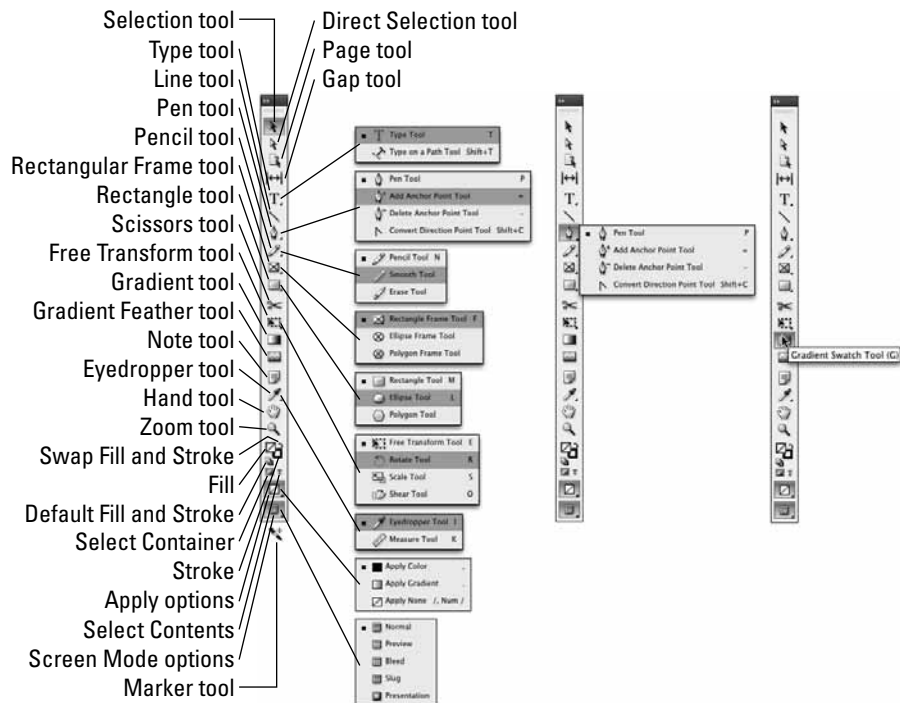 Selection tool
Type tool
Line tool
Pen tool
Pencil tool
Rectangular Frame tool
Rectangle tool
Scissors tool
Free Transform tool
Gradient tool
Gradient Feather tool
Note tool
Eyedropper tool
Hand tool
Zoom tool
Swap Fill and Stroke
Fill
Default Fill and Stroke
Select Container
Stroke
Apply options
Select Contents
Screen Mode options
Marker tool
Direct Selection tool
Page tool
Gap tool
Type Tool T
Type on a Path Tool Shift+T
Pen Tool P
Add Anchor Point Tool =
Delete Anchor Point Tool -
Convert Direction Point Tool Shift+C
Pencil Tool N
Smooth Tool
Erase Tool
Rectangle Frame Tool F
Ellipse Frame Tool
Polygon Frame Tool
Rectangle Tool M
Ellipse Tool L
Polygon Tool
Free Transform Tool E
Rotate Tool R
Scale Tool S
Shear Tool O
Eyedropper Tool I
Measure Tool K
Apply Color ,
Apply Gradient .
Apply None /, Num /
Normal
Preview
Bleed
Slug
Presentation
Pen Tool P
Add Anchor Point Tool =
Delete Anchor Point Tool -
Convert Direction Point Tool Shift+C
Gradient Swatch Tool (G)